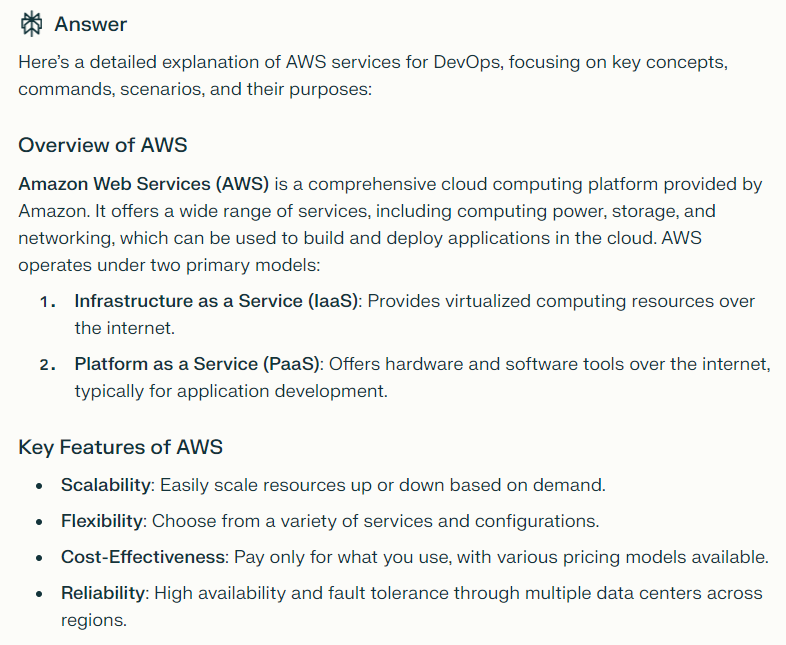 Answer
Here's a detailed explanation of AWS services for DevOps, focusing on key concepts,
commands, scenarios, and their purposes:
Overview of AWS
Amazon Web Services (AWS) is a comprehensive cloud computing platform provided by
Amazon. It offers a wide range of services, including computing power, storage, and
networking, which can be used to build and deploy applications in the cloud. AWS
operates under two primary models:
1. Infrastructure as a Service (IaaS): Provides virtualized computing resources over
the internet.
2. Platform as a Service (PaaS): Offers hardware and software tools over the internet,
typically for application development.
Key Features of AWS
• Scalability: Easily scale resources up or down based on demand.
• Flexibility: Choose from a variety of services and configurations.
• Cost-Effectiveness: Pay only for what you use, with various pricing models available.
• Reliability: High availability and fault tolerance through multiple data centers across
regions.